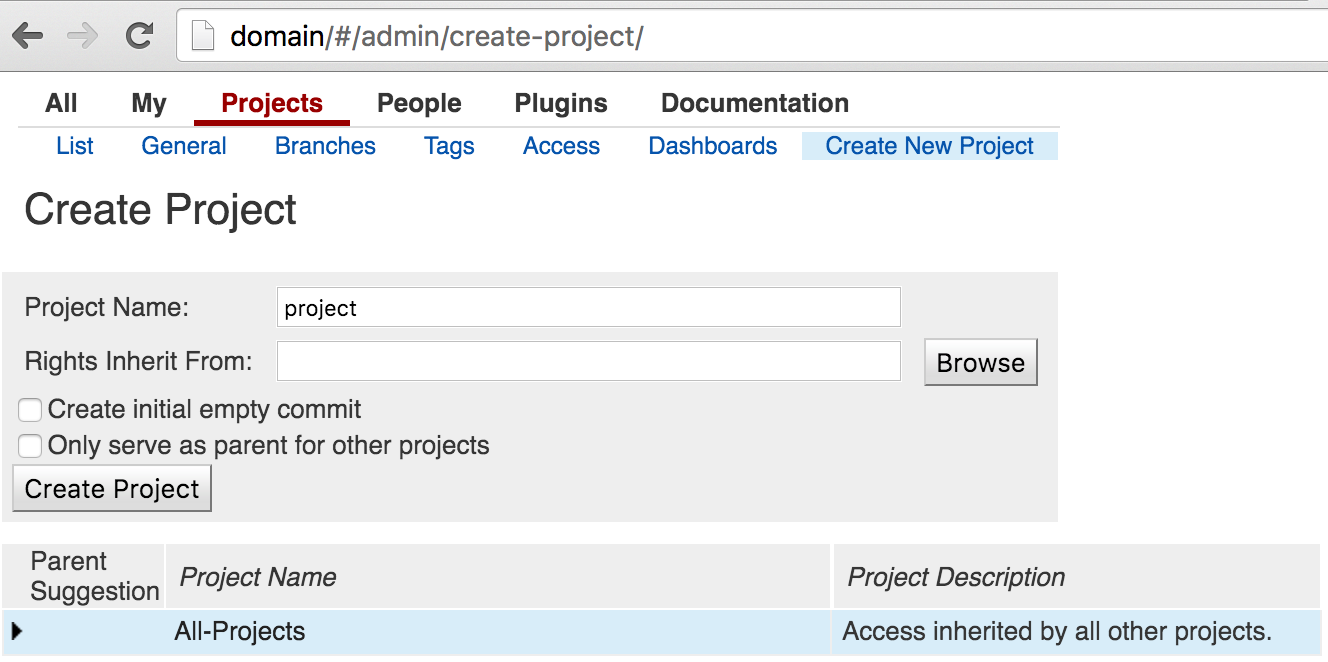 domain/#/admin/create-project/
All My Projects People Plugins Documentation
List General Branches Tags Access Dashboards Create New Project
Create Project
Project Name: project
Rights Inherit From: Browse
Create initial empty commit
Only serve as parent for other projects
Create Project
Parent
Suggestion Project Name Project Description
All-Projects Access inherited by all other projects.